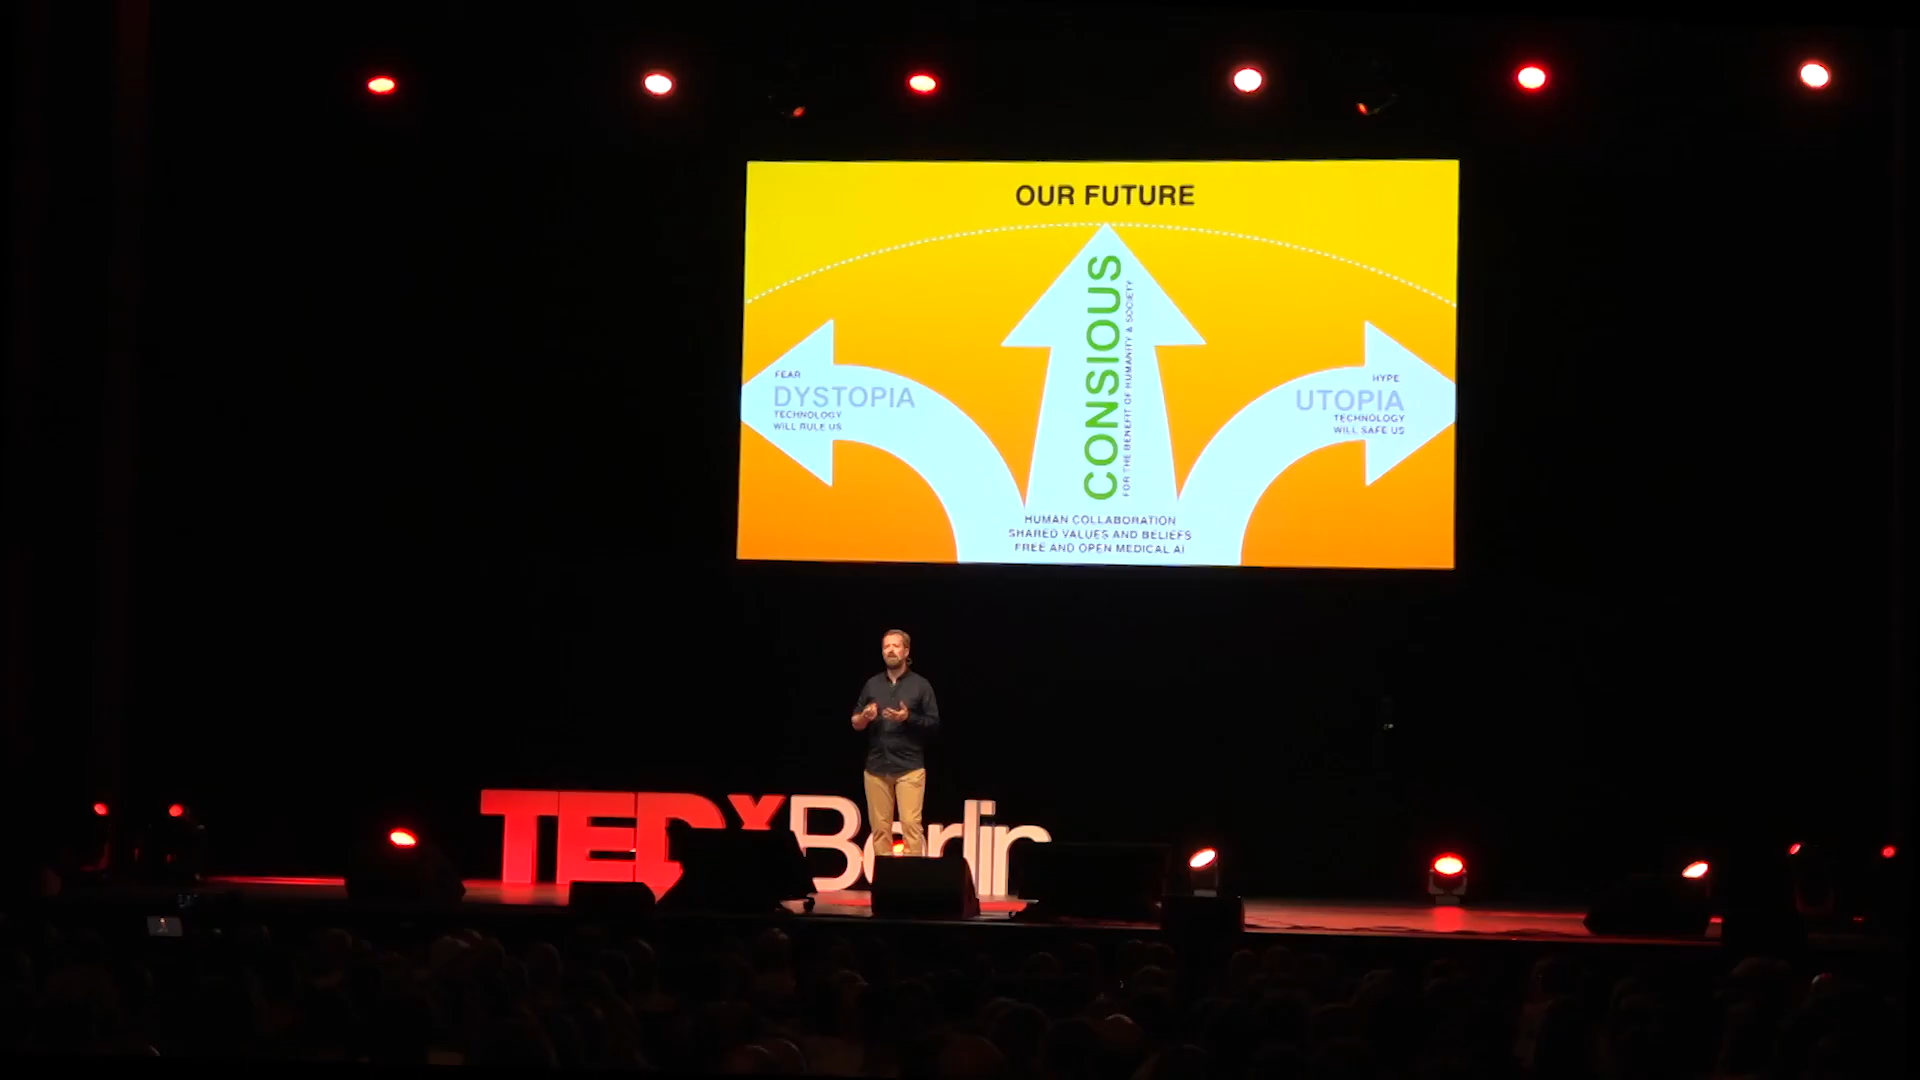 OUR FUTURE
FEAR
DYSTOPIA
TECHNOLOGY
WILL RULE US
CONSIOUS
FOR THE BENEFIT OF HUMANITY & SOCIETY
HYPE
UTOPIA
TECHNOLOGY
WILL SAFE US
HUMAN COLLABORATION
SHARED VALUES AND BELIEFS
FREE AND OPEN MEDICAL AI
TEDxBerlin